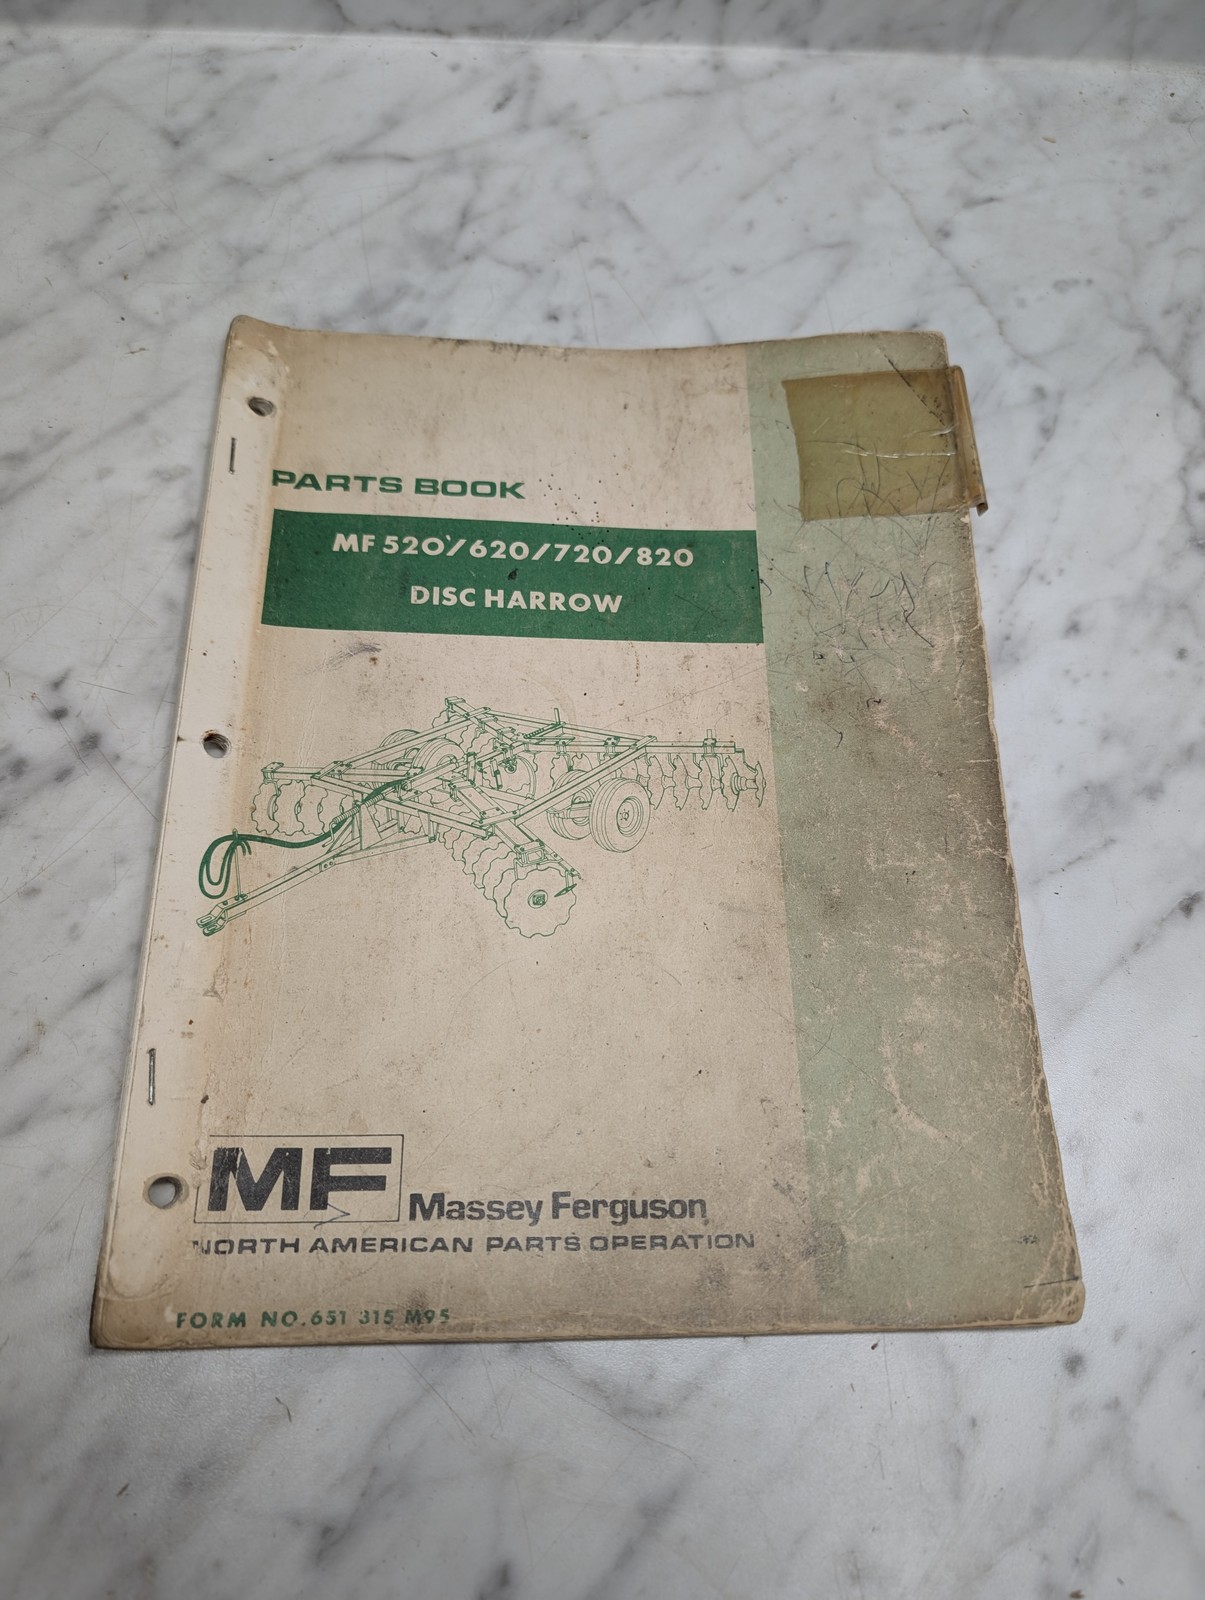 PARTS BOOK
MF 520/620/720/820
DISC HARROW
MF Massey Ferguson
NORTH AMERICAN PARTS OPERATION
FORM NO. 651 315 M95